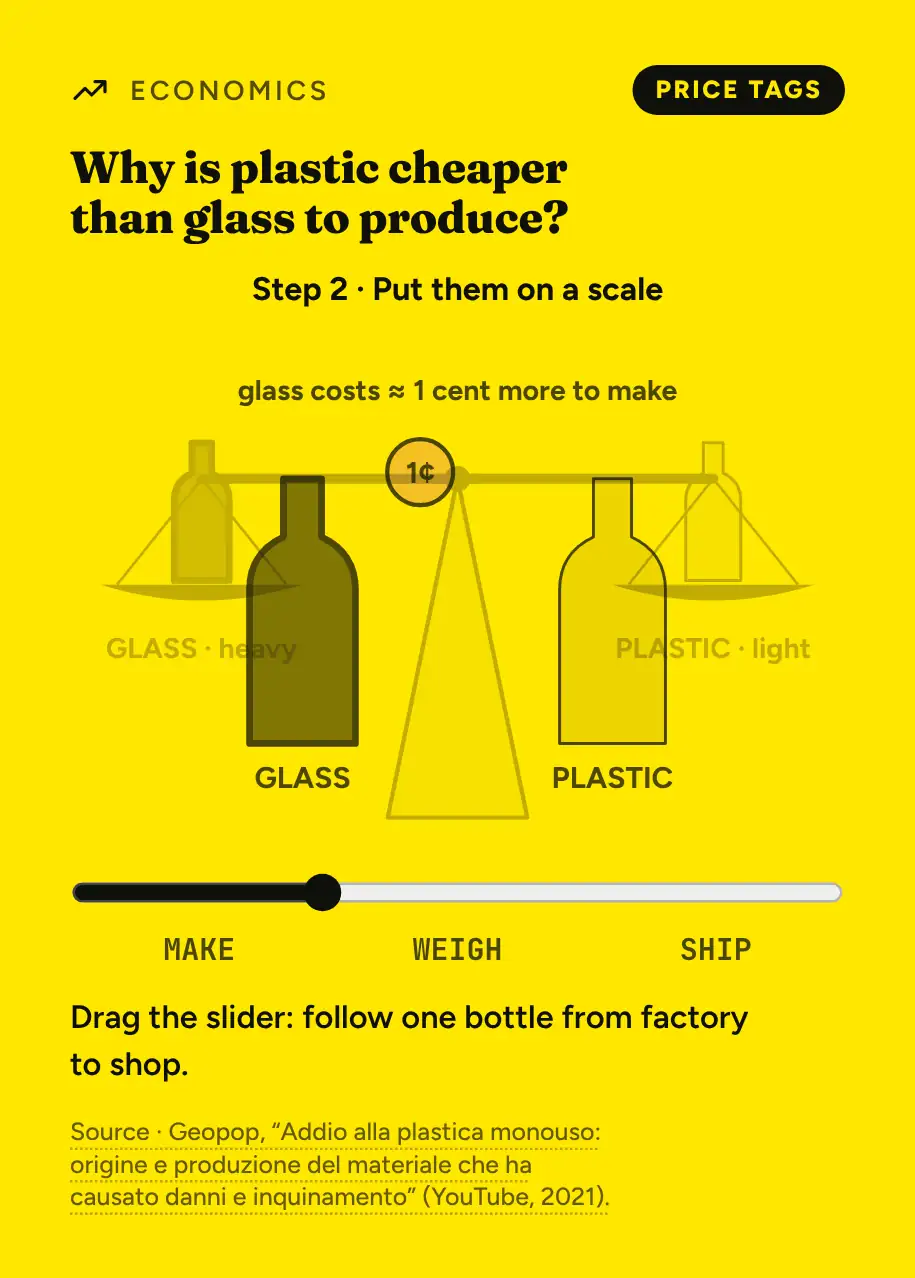 ECONOMICS
PRICE TAGS
Why is plastic cheaper
than glass to produce?
Step 2 · Put them on a scale
glass costs ≈ 1 cent more to make
1¢
GLASS · heavy
PLASTIC · light
GLASS
PLASTIC
MAKE
WEIGH
SHIP
Drag the slider: follow one bottle from factory
to shop.
Source · Geopop, “Addio alla plastica monouso:
origine e produzione del materiale che ha
causato danni e inquinamento” (YouTube, 2021).